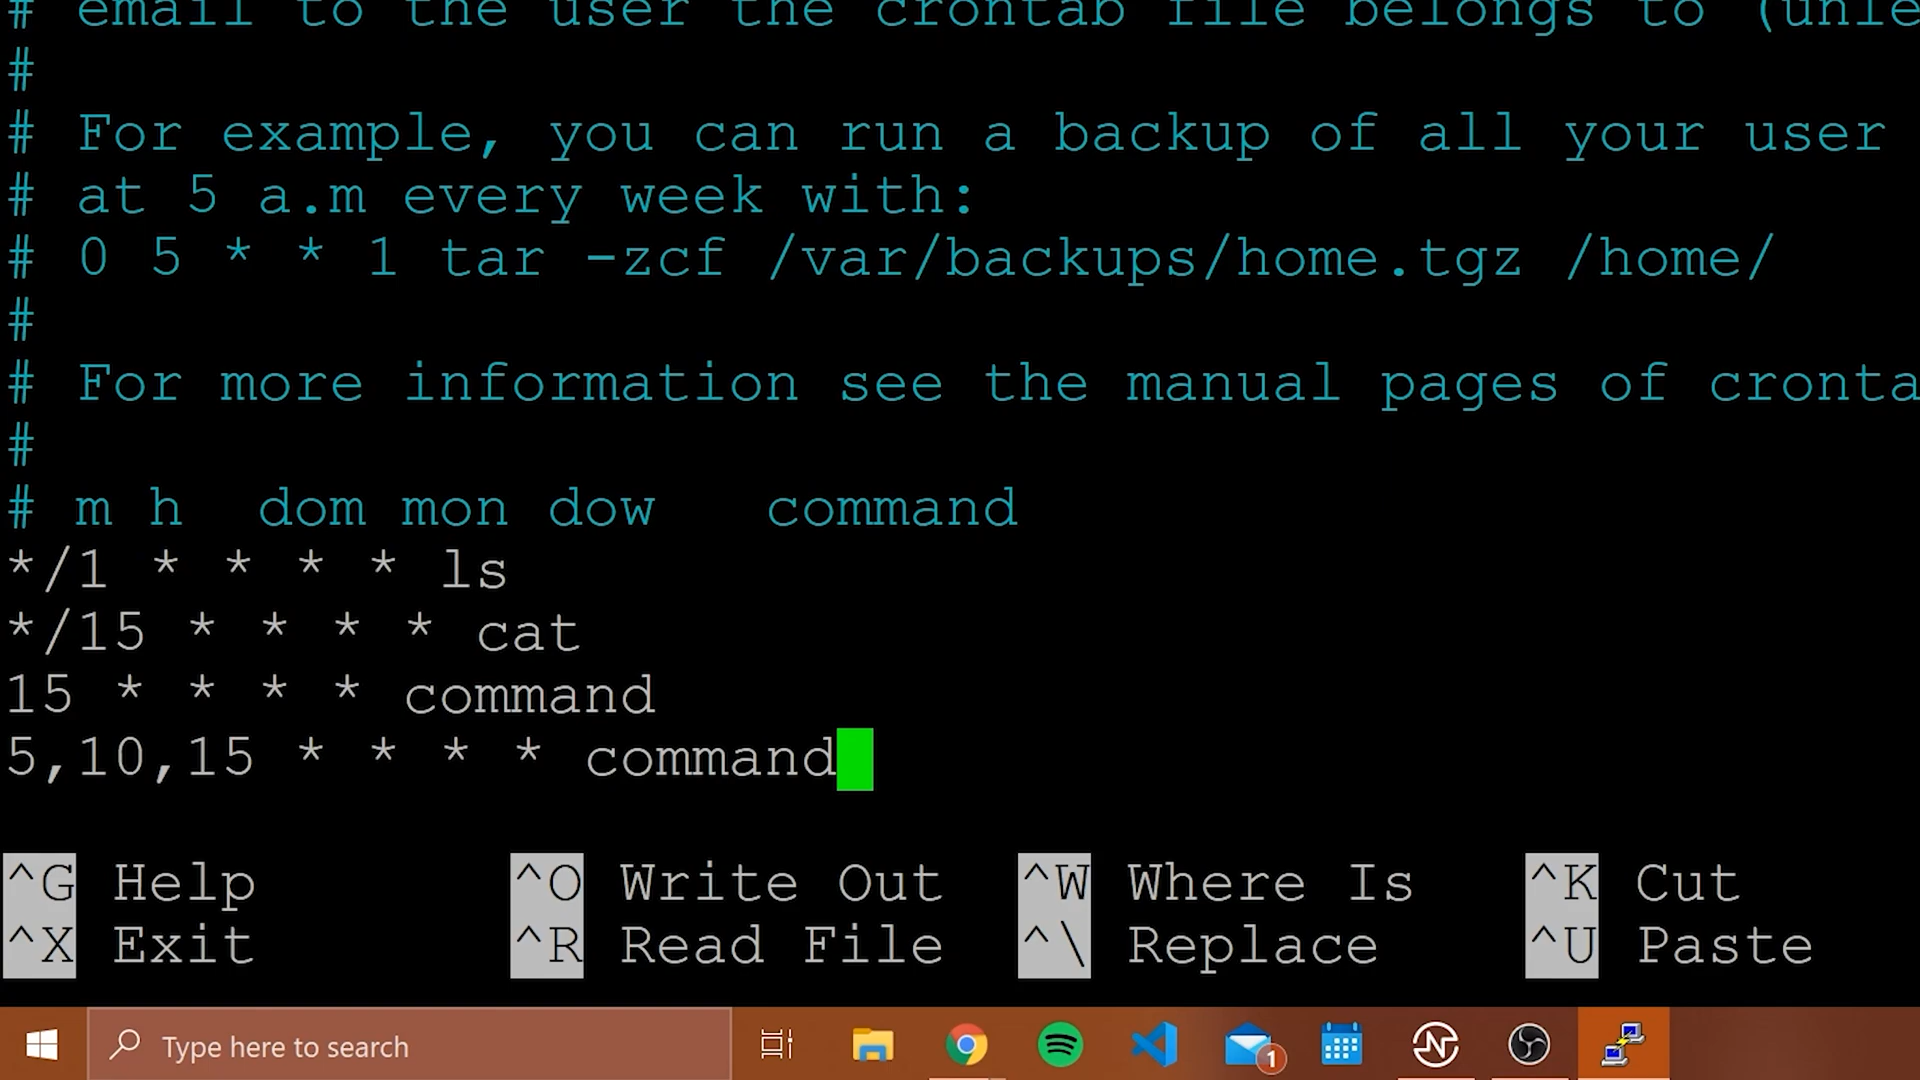 # email to the user the crontab file belongs to (unle
#
# For example, you can run a backup of all your user
# at 5 a.m every week with:
# 0 5 * * 1 tar -zcf /var/backups/home.tgz /home/
#
# For more information see the manual pages of cronta
#
# m h  dom mon dow   command
*/1 * * * * ls
*/15 * * * * cat
15 * * * * command
5,10,15 * * * * command
^G Help ^O Write Out ^W Where Is ^K Cut
^X Exit ^R Read File ^\ Replace ^U Paste
Type here to search 1